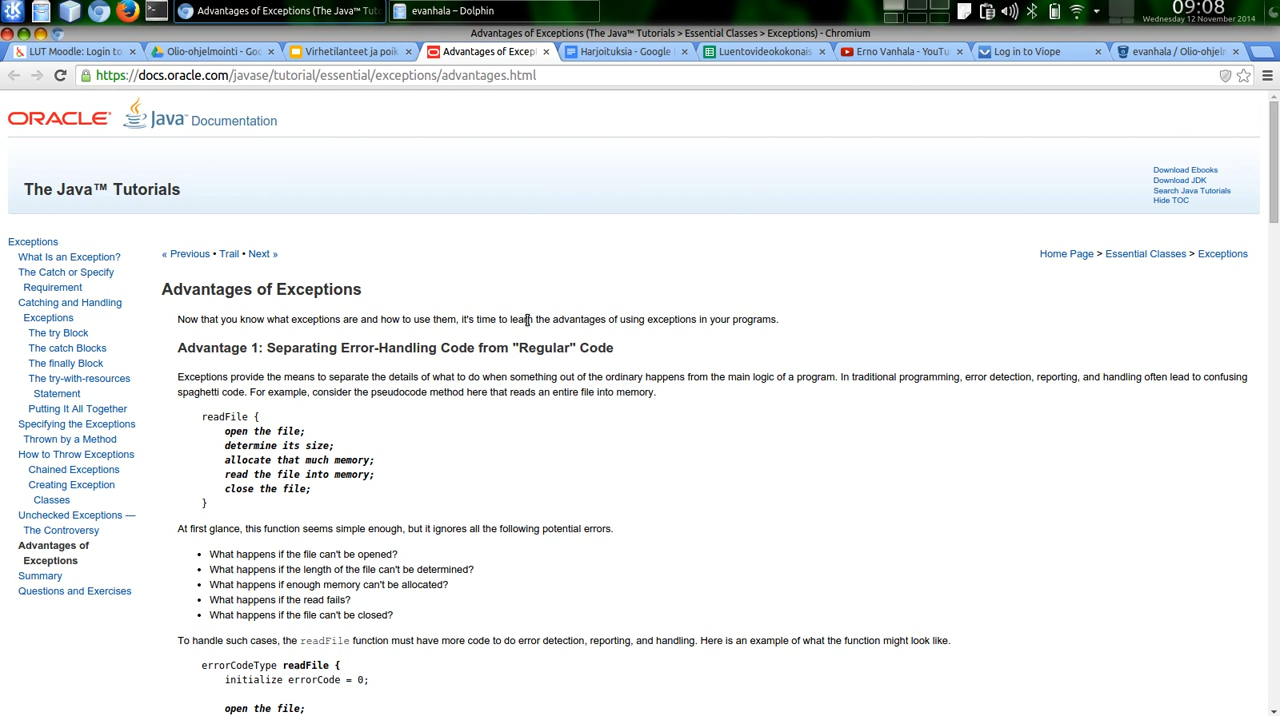 Advantages of Exceptions (The Java™ Tuto
evanhala – Dolphin
09:08
Wednesday 12 November 2014
Advantages of Exceptions (The Java™ Tutorials > Essential Classes > Exceptions) - Chromium
LUT Moodle: Login to
Olio-ohjelmointi - Goo
Virhetilanteet ja poik
Advantages of Excep
Harjoituksia - Google
Luentovideokokonais
Erno Vanhala - YouTu
Log in to Viope
evanhala / Olio-ohjeln
https://docs.oracle.com/javase/tutorial/essential/exceptions/advantages.html
ORACLE
Java Documentation
The Java™ Tutorials
Download Ebooks
Download JDK
Search Java Tutorials
Hide TOC
Exceptions
What Is an Exception?
The Catch or Specify
Requirement
Catching and Handling
Exceptions
The try Block
The catch Blocks
The finally Block
The try-with-resources
Statement
Putting It All Together
Specifying the Exceptions
Thrown by a Method
How to Throw Exceptions
Chained Exceptions
Creating Exception
Classes
Unchecked Exceptions —
The Controversy
Advantages of
Exceptions
Summary
Questions and Exercises
« Previous • Trail • Next »
Home Page > Essential Classes > Exceptions
Advantages of Exceptions
Now that you know what exceptions are and how to use them, it's time to learn the advantages of using exceptions in your programs.
Advantage 1: Separating Error-Handling Code from "Regular" Code
Exceptions provide the means to separate the details of what to do when something out of the ordinary happens from the main logic of a program. In traditional programming, error detection, reporting, and handling often lead to confusing
spaghetti code. For example, consider the pseudocode method here that reads an entire file into memory.
readFile {
open the file;
determine its size;
allocate that much memory;
read the file into memory;
close the file;
}
At first glance, this function seems simple enough, but it ignores all the following potential errors.
• What happens if the file can't be opened?
• What happens if the length of the file can't be determined?
• What happens if enough memory can't be allocated?
• What happens if the read fails?
• What happens if the file can't be closed?
To handle such cases, the readFile function must have more code to do error detection, reporting, and handling. Here is an example of what the function might look like.
errorCodeType readFile {
initialize errorCode = 0;
open the file;